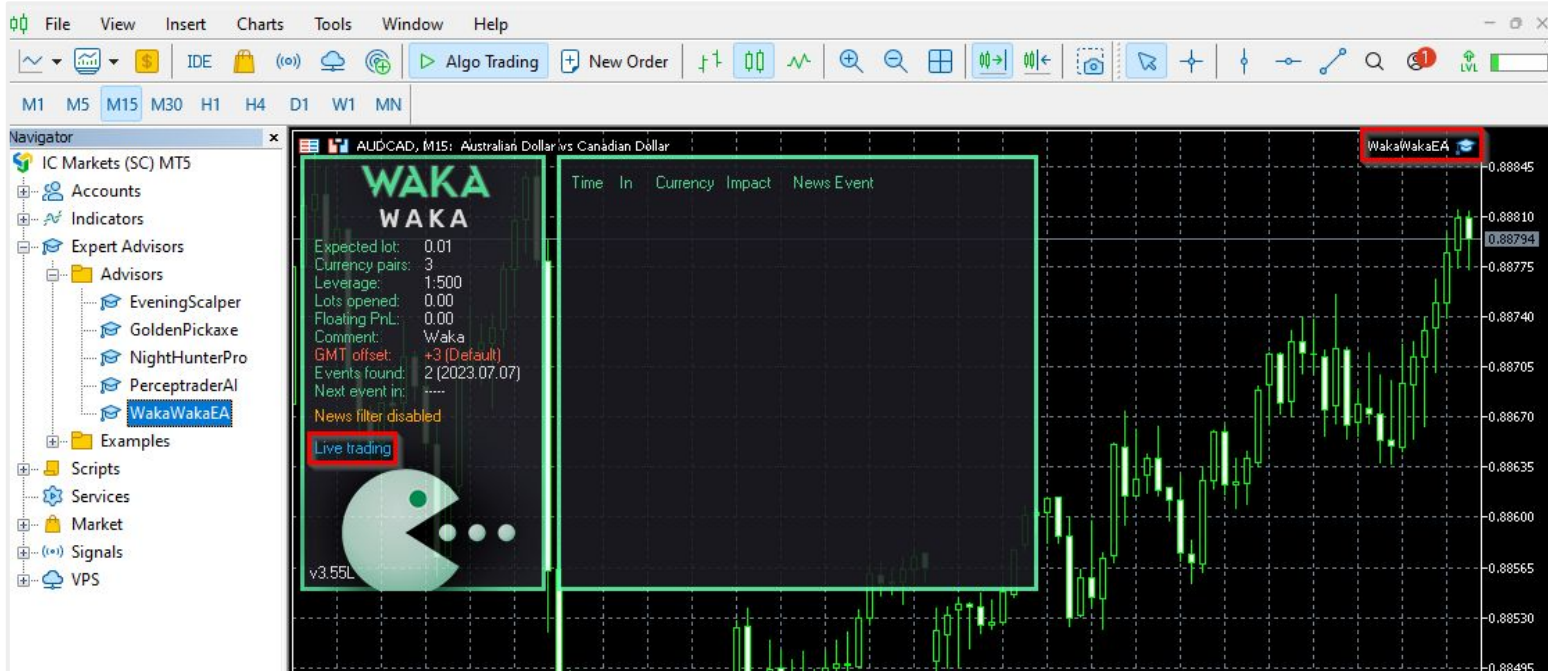 File View Insert Charts Tools Window Help
IDE Algo Trading New Order 1 LVL
M1 M5 M15 M30 H1 H4 D1 W1 MN
Navigator
IC Markets (SC) MT5
Accounts
Indicators
Expert Advisors
Advisors
EveningScalper
GoldenPickaxe
NightHunterPro
PerceptraderAI
WakaWakaEA
Examples
Scripts
Services
Market
Signals
VPS
AUDCAD, M15: Australian Dollar vs Canadian Dollar
WakaWakaEA
WAKA
WAKA
Expected lot: 0.01
Currency pairs: 3
Leverage: 1:500
Lots opened: 0.00
Floating PnL: 0.00
Comment: Waka
GMT offset: +3 (Default)
Events found: 2 (2023.07.07)
Next event in: -----
News filter disabled
Live trading
v3.55L
Time In Currency Impact News Event
0.88845
0.88810
0.88794
0.88775
0.88740
0.88705
0.88670
0.88635
0.88600
0.88565
0.88530
0.88495